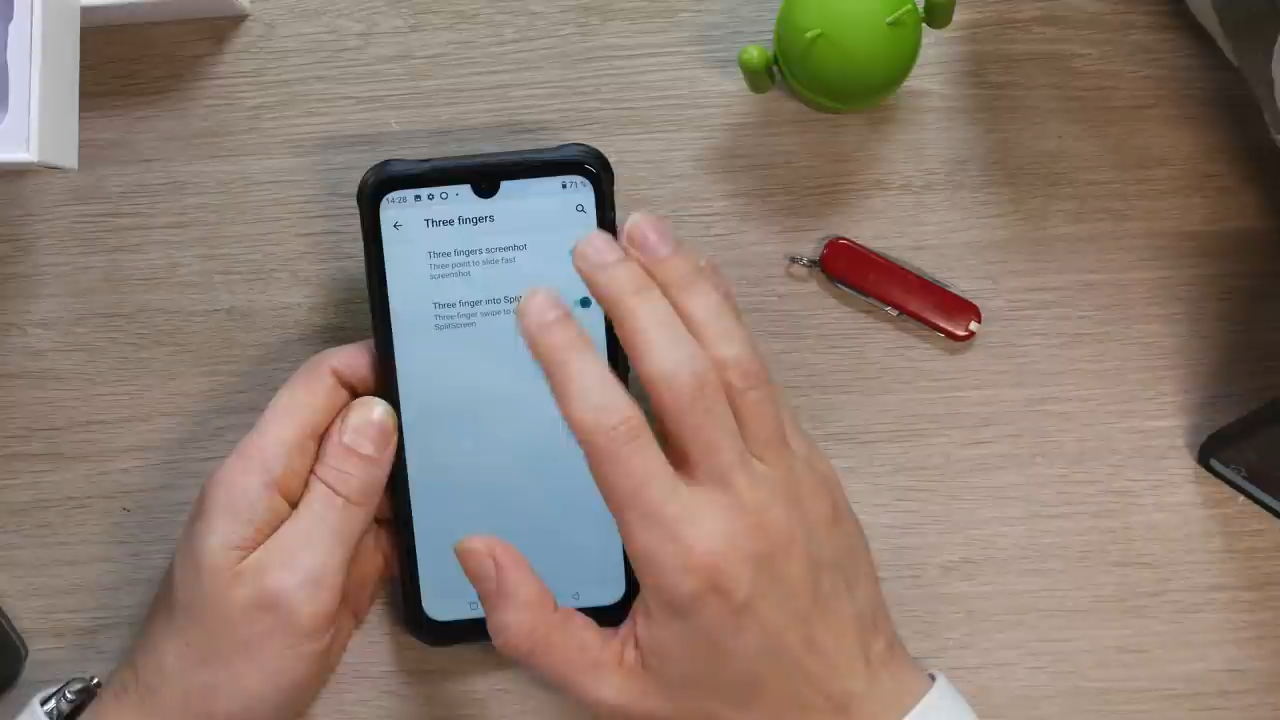 14:28
71 %
Three fingers
Three fingers screenshot
Three point to slide fast
screenshot
Three finger into
Three-finger swipe to
SplitScreen